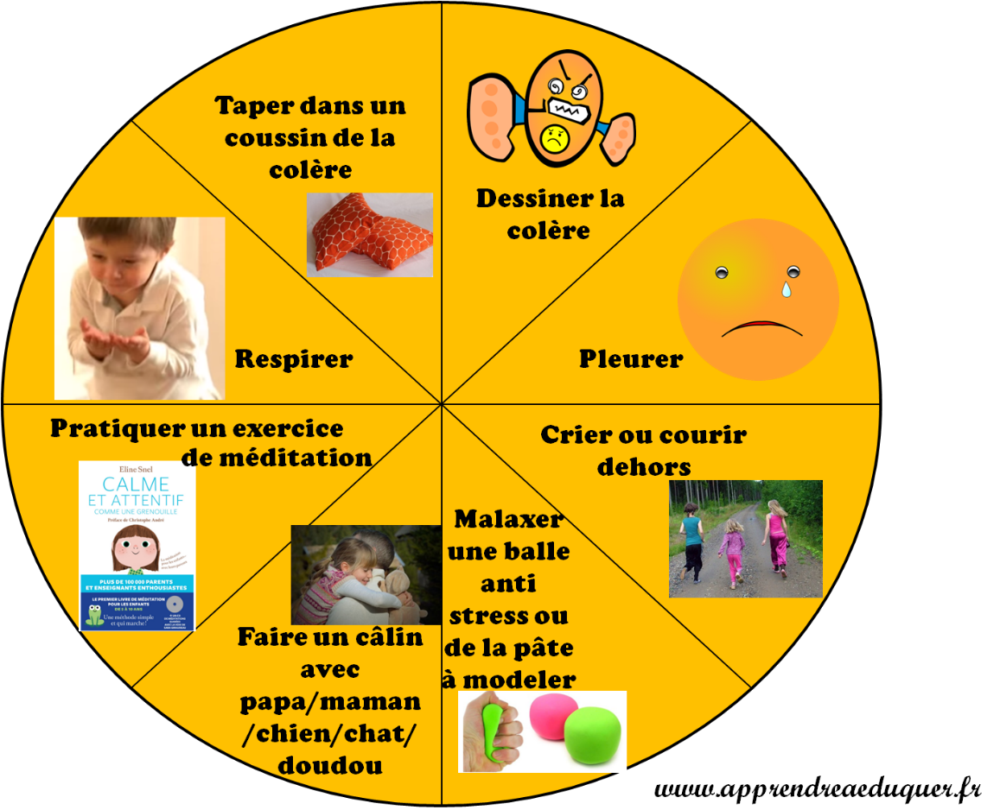 Taper dans un
coussin de la
colère
Dessiner la
colère
Respirer
Pleurer
Pratiquer un exercice
de méditation
Eline Snel
CALME
ET ATTENTIF
COMME UNE GRENOUILLE
Préface de Christophe André
PLUS DE 100 000 PARENTS
ET ENSEIGNANTS ENTHOUSIASTES
LE PREMIER LIVRE DE MÉDITATION
POUR LES ENFANTS
DE 5 À 10 ANS
Une méthode simple
et qui marche !
Crier ou courir
dehors
Malaxer
une balle
anti
stress ou
de la pâte
à modeler
Faire un câlin
avec
papa/maman
/chien/chat/
doudou
www.apprendreaeduquer.fr